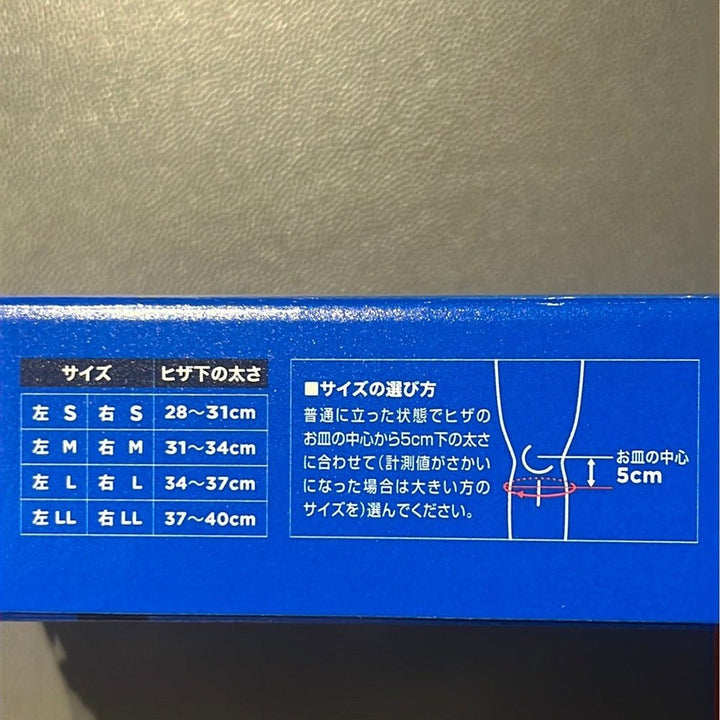 サイズ ヒザ下の太さ
左 S 右 S 28〜31cm
左 M 右 M 31〜34cm
左 L 右 L 34〜37cm
左 LL 右 LL 37〜40cm
■サイズの選び方
普通に立った状態でヒザの
お皿の中心から5cm下の太さ
に合わせて(計測値がさかい
になった場合は大きい方の
サイズを)選んでください。
お皿の中心
5cm